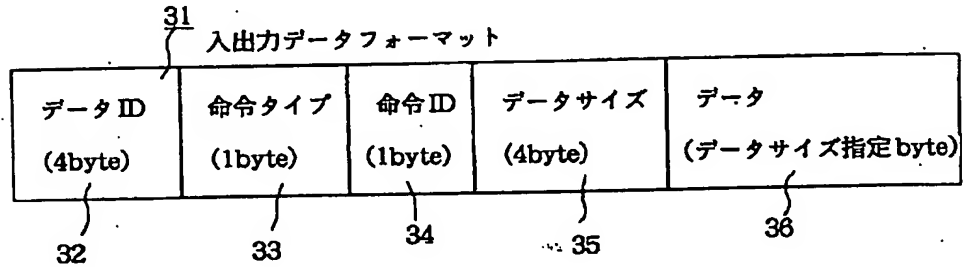 31
入出力データフォーマット
データID 命令タイプ 命令ID データサイズ データ
(4byte) (1byte) (1byte) (4byte) (データサイズ指定byte)
32 33 34 35 36